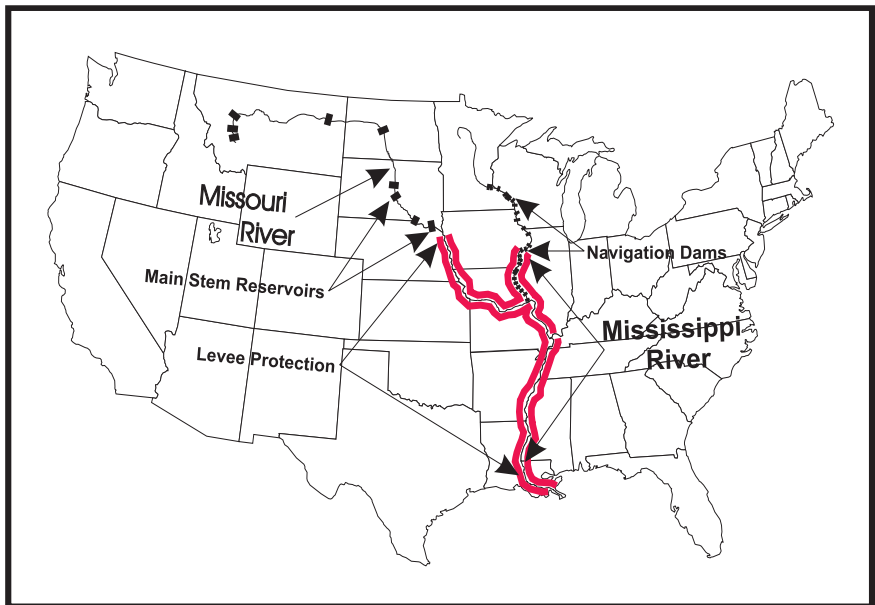 Missouri
River
Navigation Dams
Main Stem Reservoirs
Mississippi
River
Levee Protection